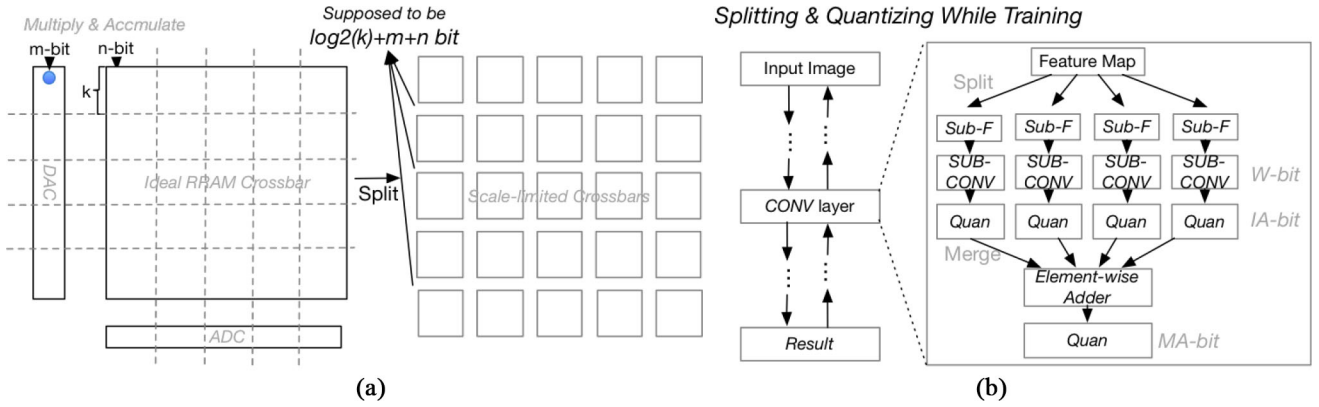 Multiply & Accmulate
m-bit
n-bit
k
DAC
Ideal RRAM Crossbar
ADC
Split
Supposed to be
log2(k)+m+n bit
Scale-limited Crossbars
(a)
Splitting & Quantizing While Training
Input Image
CONV layer
Result
Feature Map
Split
Sub-F Sub-F Sub-F Sub-F
SUB-CONV SUB-CONV SUB-CONV SUB-CONV
W-bit
Quan Quan Quan Quan
IA-bit
Merge
Element-wise
Adder
Quan
MA-bit
(b)